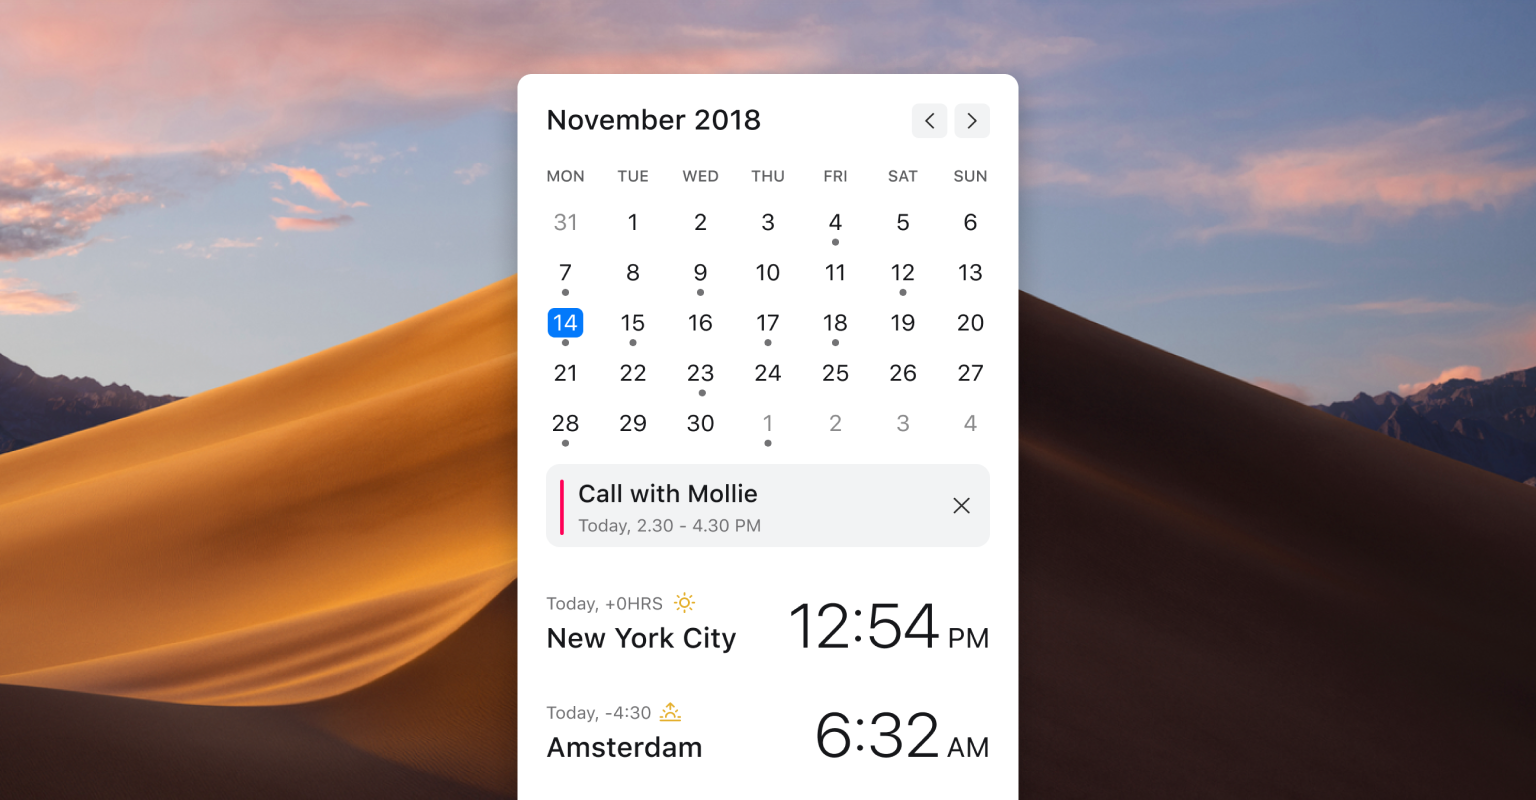 November 2018
MON TUE WED THU FRI SAT SUN
31 1 2 3 4 5 6
7 8 9 10 11 12 13
14 15 16 17 18 19 20
21 22 23 24 25 26 27
28 29 30 1 2 3 4
Call with Mollie
Today, 2.30 - 4.30 PM
Today, +0HRS
New York City 12:54 PM
Today, -4:30
Amsterdam 6:32 AM